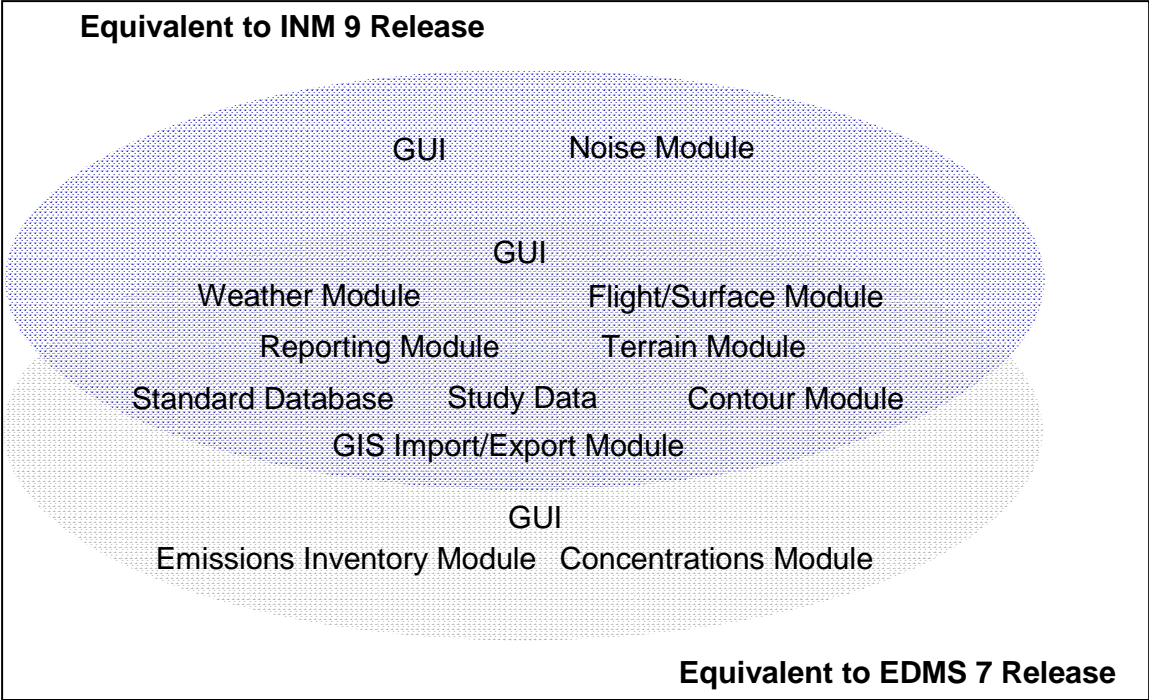 Equivalent to INM 9 Release
GUI Noise Module
GUI
Weather Module Flight/Surface Module
Reporting Module Terrain Module
Standard Database Study Data Contour Module
GIS Import/Export Module
GUI
Emissions Inventory Module Concentrations Module
Equivalent to EDMS 7 Release